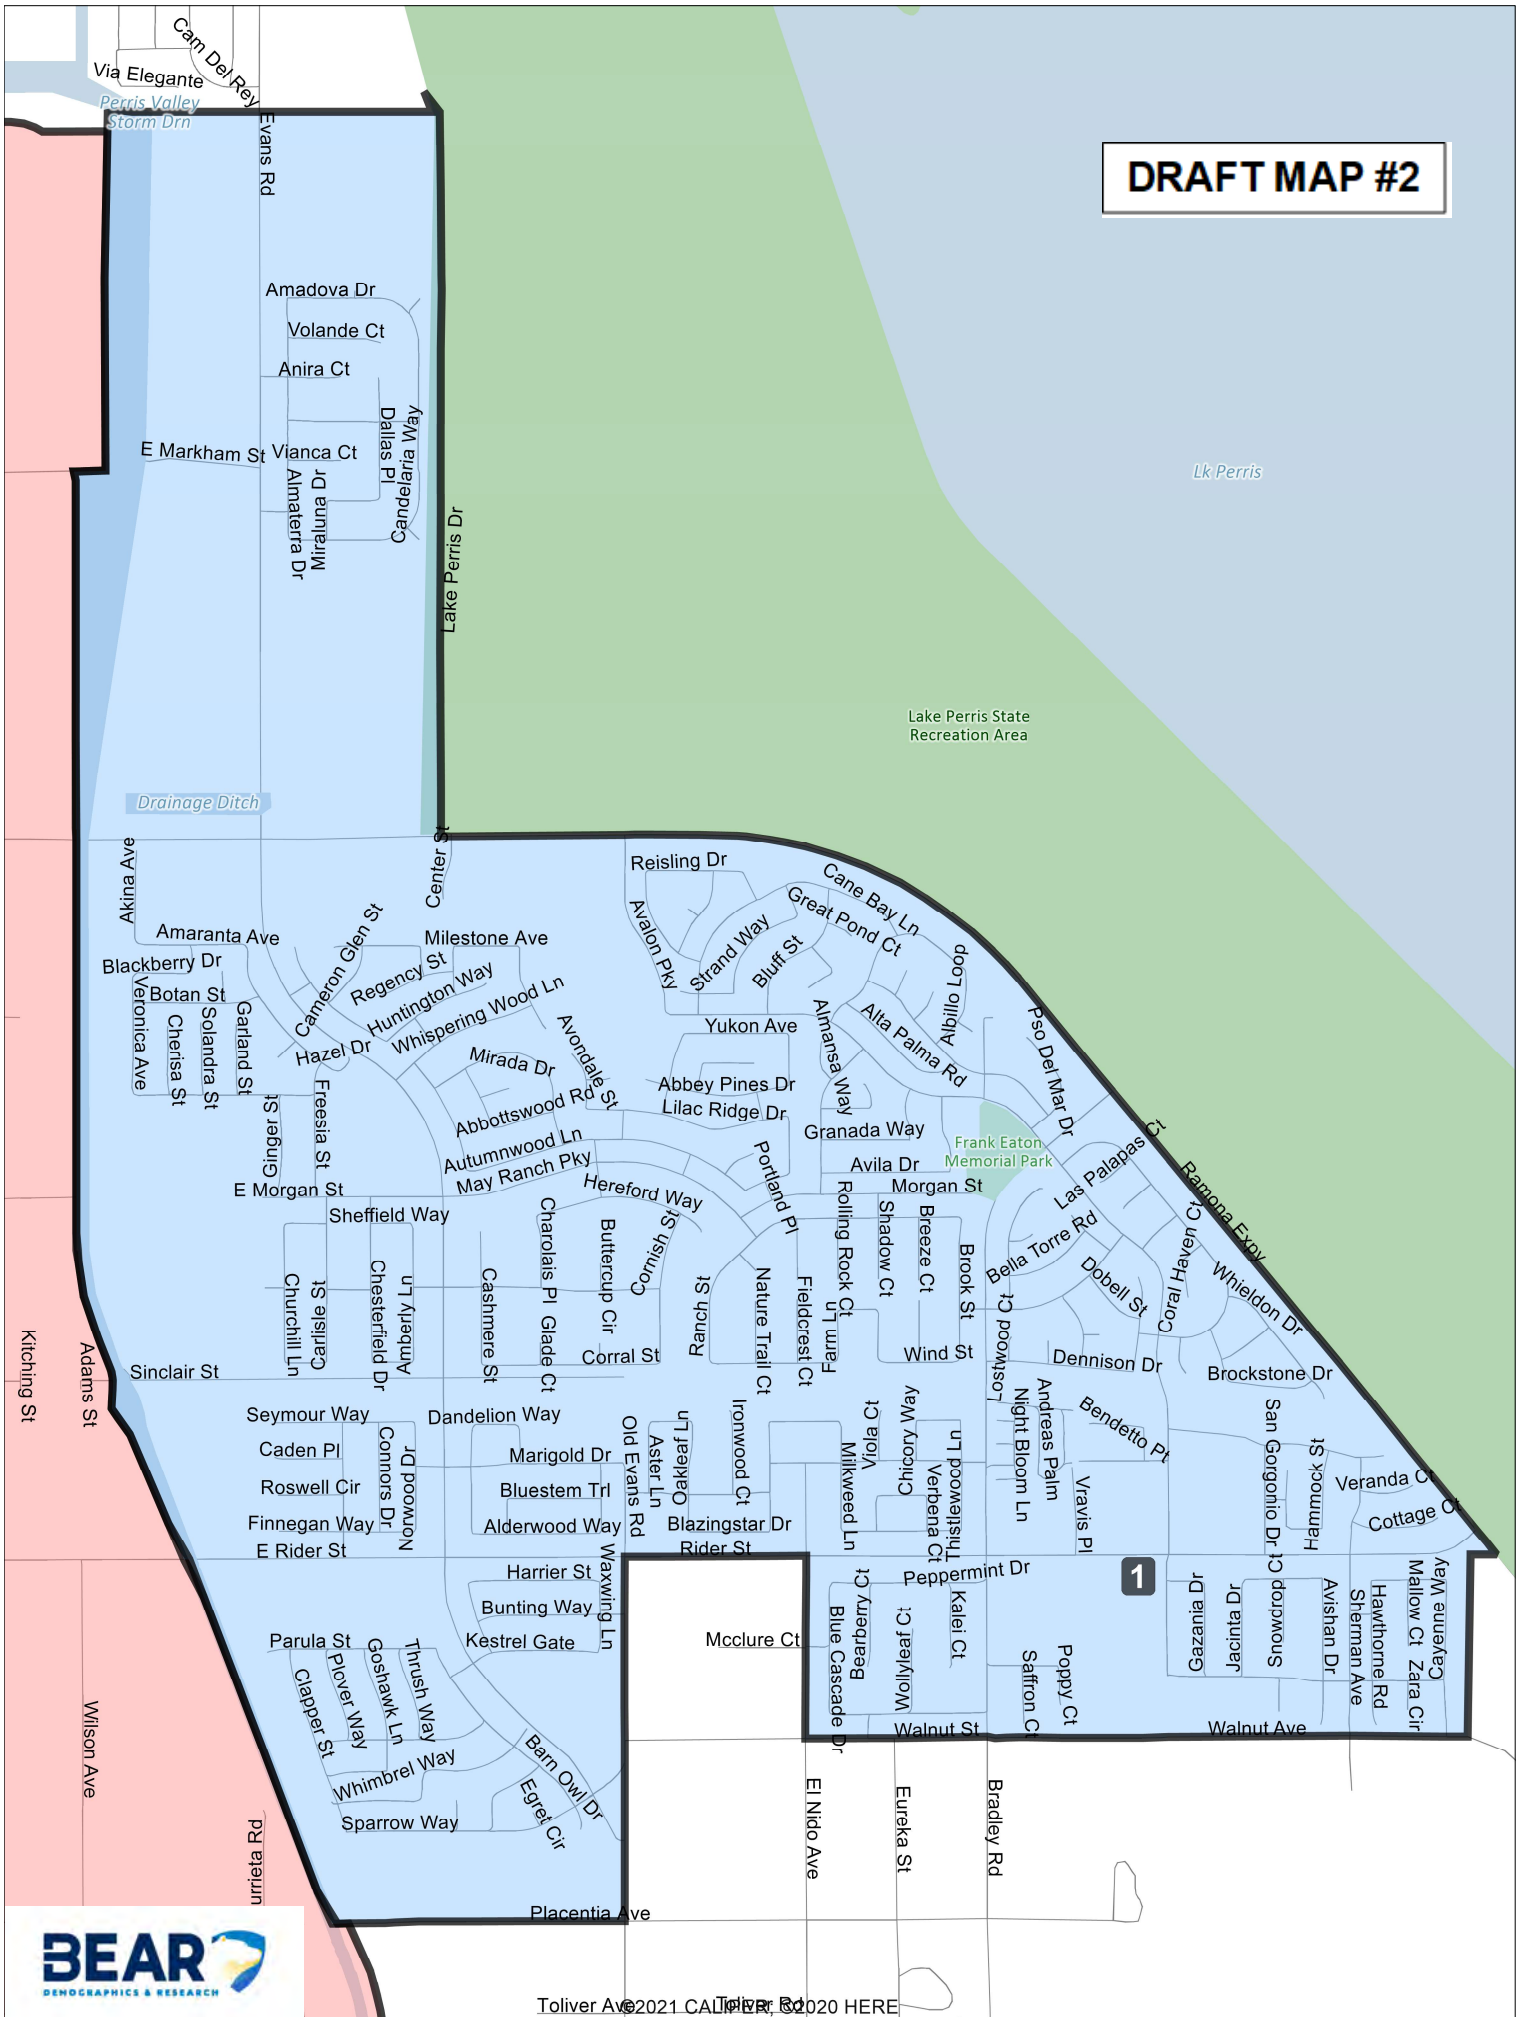 Cam Del Rey
Via Elegante
Perris Valley
Storm Drn
Evans Rd
DRAFT MAP #2
Amadova Dr
Volande Ct
Anira Ct
Dallas Pl
Candelaria Way
E Markham St
Vianca Ct
Almaterra Dr
Miraluna Dr
Lk Perris
Lake Perris Dr
Lake Perris State
Recreation Area
Drainage Ditch
Akina Ave
Center St
Reisling Dr
Cane Bay Ln
Great Pond Ct
Avalon Pky
Strand Way
Bluff St
Albillo Loop
Amaranta Ave
Cameron Glen St
Milestone Ave
Blackberry Dr
Regency St
Huntington Way
Whispering Wood Ln
Veronica Ave
Botan St
Cherisa St
Solandra St
Garland St
Hazel Dr
Yukon Ave
Almansa Way
Alta Palma Rd
Pso Del Mar Dr
Avondale St
Mirada Dr
Abbey Pines Dr
Lilac Ridge Dr
Abbottswood Rd
Ginger St
Freesia St
Autumnwood Ln
May Ranch Pky
Granada Way
Frank Eaton
Memorial Park
Avila Dr
Portland Pl
Las Palapas Ct
Ramona Expy
E Morgan St
Hereford Way
Morgan St
Sheffield Way
Charolais Pl
Buttercup Cir
Cornish St
Rolling Rock Ct
Shadow Ct
Breeze Ct
Brook St
Bella Torre Rd
Dobell St
Coral Haven Ct
Whieldon Dr
Churchill Ln
Carlisle St
Chesterfield Dr
Amberly Ln
Cashmere St
Glade Ct
Ranch St
Nature Trail Ct
Fieldcrest Ct
Farm Ln
Lostwood Ct
Kitching St
Adams St
Sinclair St
Corral St
Wind St
Dennison Dr
Brockstone Dr
Seymour Way
Dandelion Way
Caden Pl
Connors Dr
Norwood Dr
Marigold Dr
Old Evans Rd
Aster Ln
Oakleaf Ln
Ironwood Ct
Milkweed Ln
Viola Ct
Chicory Way
Verbena Ct
Thistlewood Ln
Night Bloom Ln
Andreas Palm
Bendetto Pt
Vravis Pl
San Gorgonio Dr
Hammock St
Veranda Ct
Cottage Ct
Roswell Cir
Bluestem Trl
Finnegan Way
Alderwood Way
Blazingstar Dr
E Rider St
Rider St
Harrier St
Waxwing Ln
Peppermint Dr
1
Bunting Way
Kestrel Gate
Mcclure Ct
Blue Cascade Dr
Bearberry Ct
Wollyleaf Ct
Kalei Ct
Saffron Ct
Poppy Ct
Gazania Dr
Jacinta Dr
Snowdrop Ct
Avishan Dr
Sherman Ave
Hawthorne Rd
Mallow Ct
Zara Cir
Cayenne Way
Parula St
Clapper St
Plover Way
Goshawk Ln
Thrush Way
Walnut St
Walnut Ave
Wilson Ave
Whimbrel Way
Barn Owl Dr
Egret Cir
Sparrow Way
El Nido Ave
Eureka St
Bradley Rd
urrieta Rd
Placentia Ave
BEAR
DEMOGRAPHICS & RESEARCH
Toliver Ave
Toliver Rd
©2021 CALIPER; ©2020 HERE